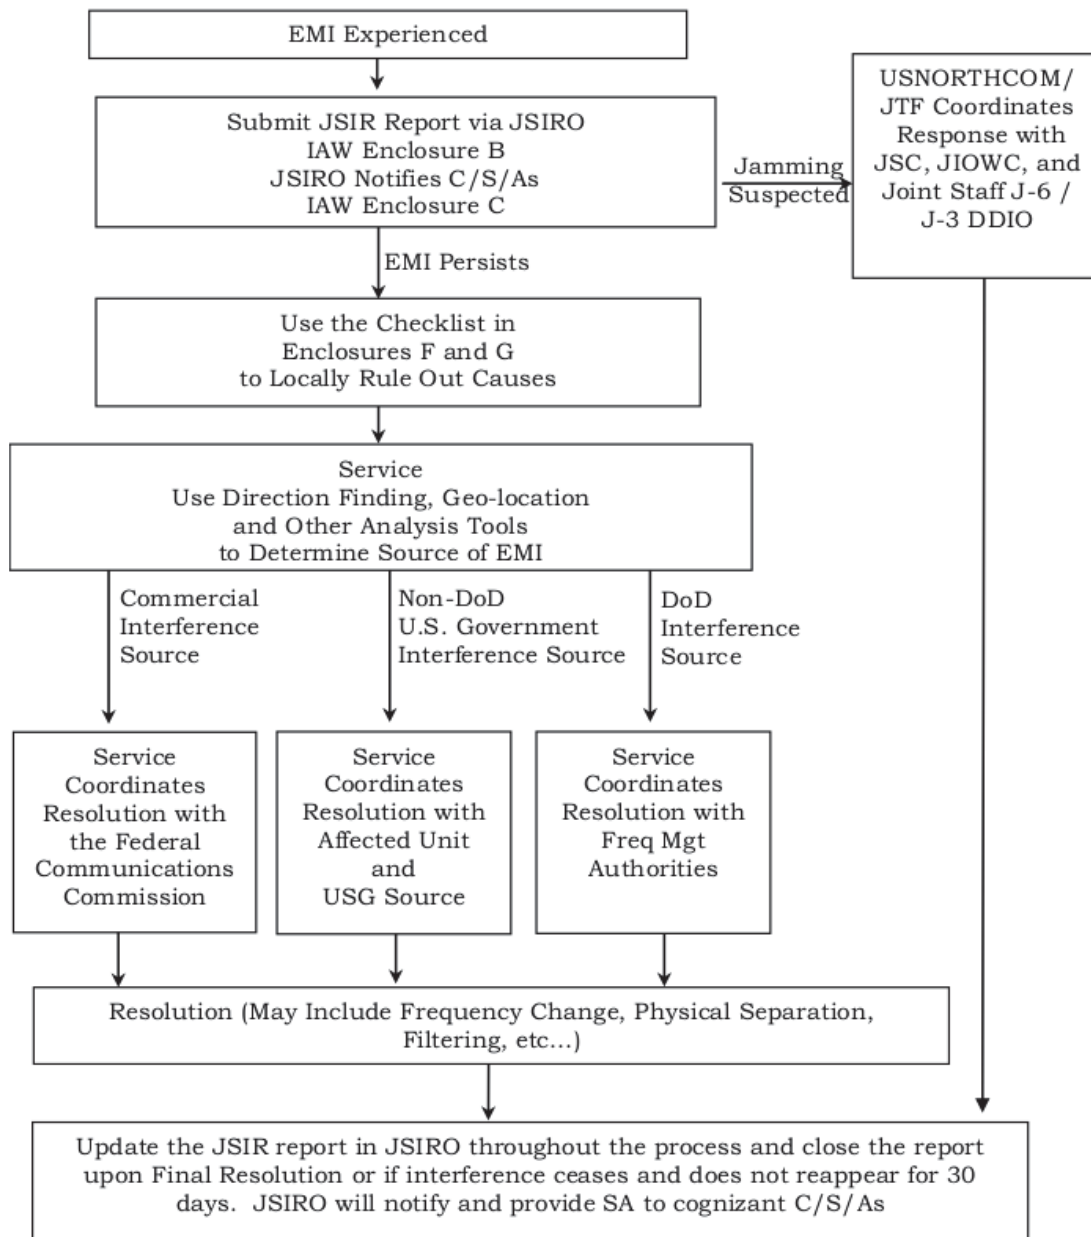 EMI Experienced
Submit JSIR Report via JSIRO
IAW Enclosure B
JSIRO Notifies C/S/As
IAW Enclosure C
Jamming
Suspected
USNORTHCOM/
JTF Coordinates
Response with
JSC, JIOWC, and
Joint Staff J-6 /
J-3 DDIO
EMI Persists
Use the Checklist in
Enclosures F and G
to Locally Rule Out Causes
Service
Use Direction Finding, Geo-location
and Other Analysis Tools
to Determine Source of EMI
Commercial
Interference
Source
Non-DoD
U.S. Government
Interference Source
DoD
Interference
Source
Service
Coordinates
Resolution with
the Federal
Communications
Commission
Service
Coordinates
Resolution with
Affected Unit
and
USG Source
Service
Coordinates
Resolution with
Freq Mgt
Authorities
Resolution (May Include Frequency Change, Physical Separation,
Filtering, etc...)
Update the JSIR report in JSIRO throughout the process and close the report
upon Final Resolution or if interference ceases and does not reappear for 30
days.  JSIRO will notify and provide SA to cognizant C/S/As